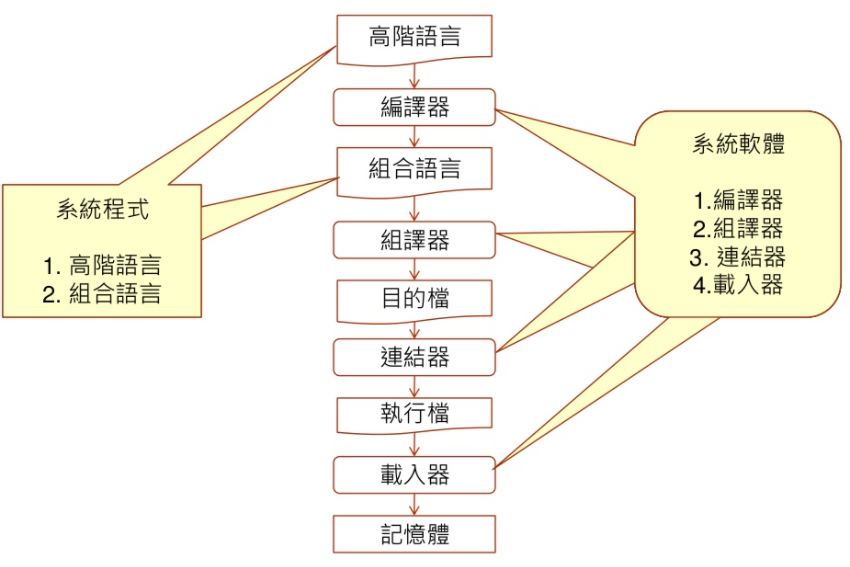 高階語言
編譯器
組合語言
組譯器
目的檔
連結器
執行檔
載入器
記憶體
系統程式
1. 高階語言
2. 組合語言
系統軟體
1.編譯器
2.組譯器
3. 連結器
4.載入器